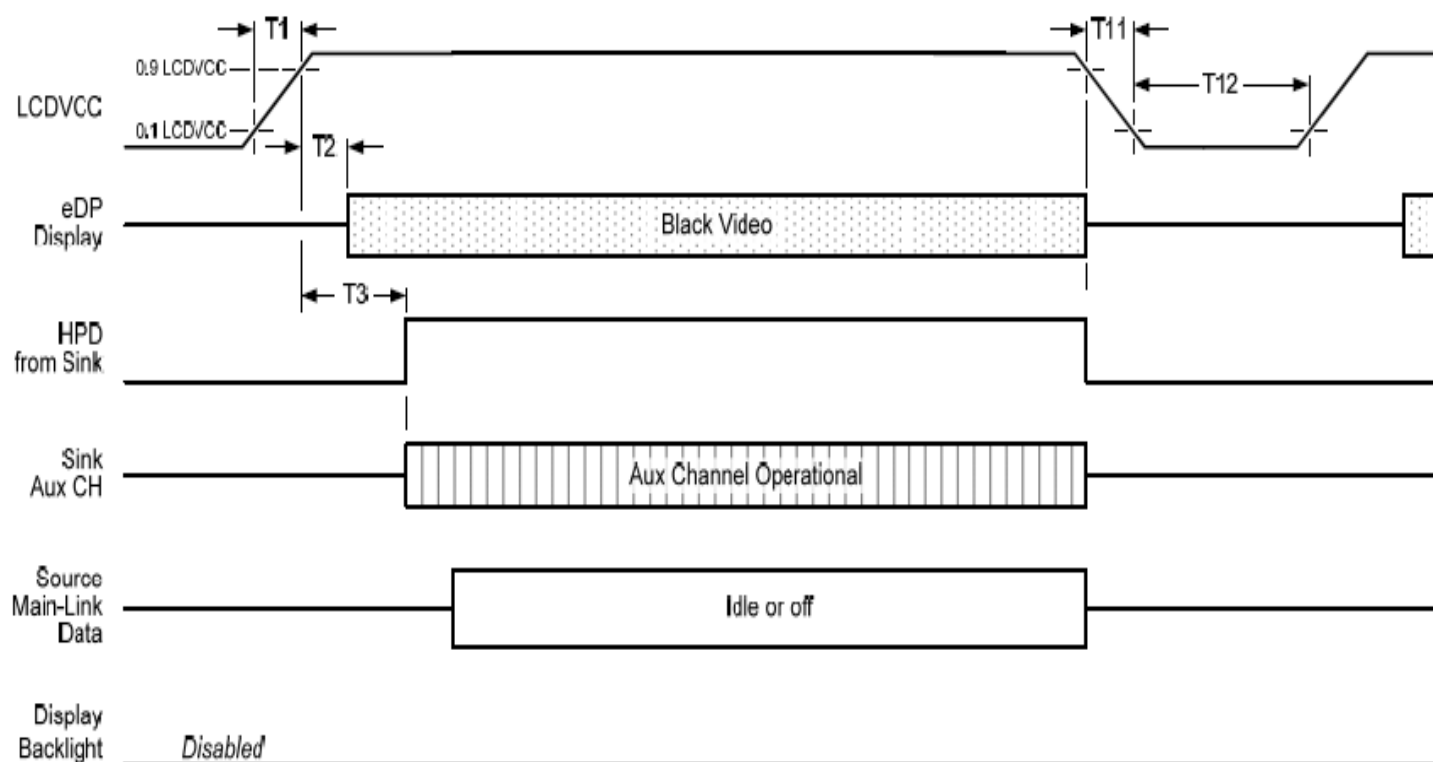 T1
T11
0.9 LCDVCC
LCDVCC
T12
0.1 LCDVCC
T2
eDP
Display
Black Video
T3
HPD
from Sink
Sink
Aux CH
Aux Channel Operational
Source
Main-Link
Data
Idle or off
Display
Backlight
Disabled